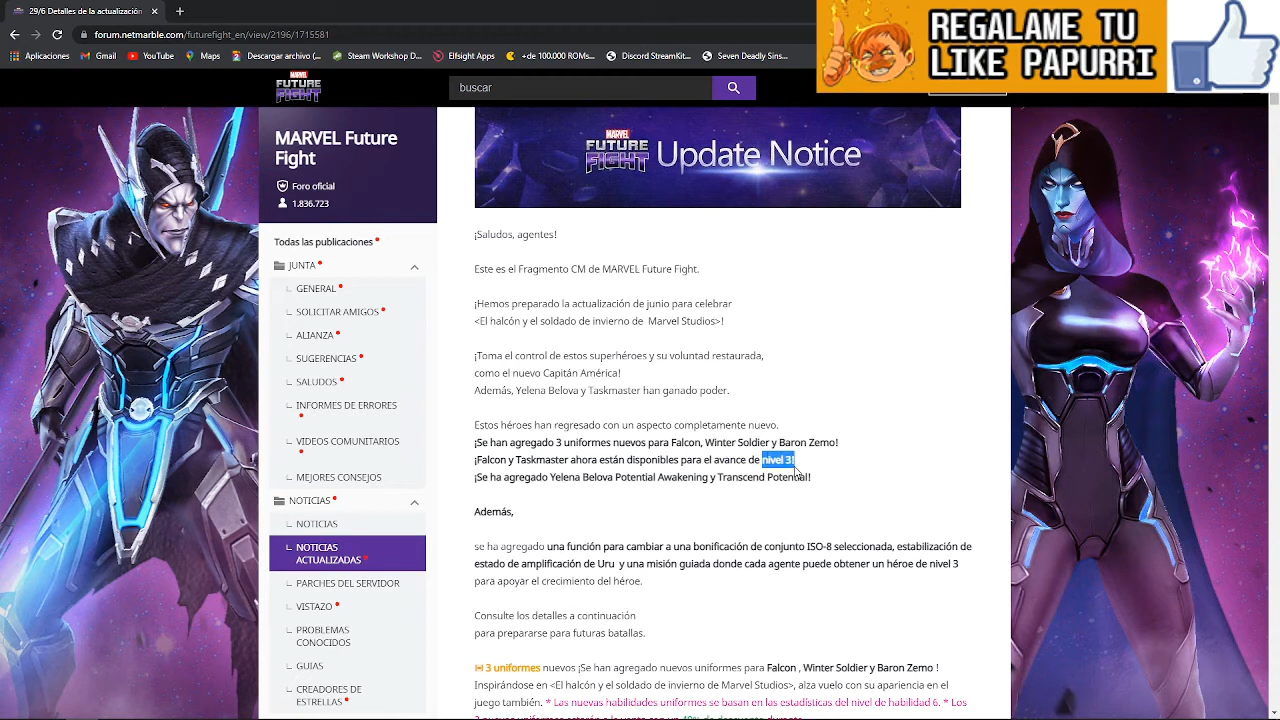 29/6 Detalles de la actualización
forum.netmarble.com/futurefight_en/view/2130/1715581
Aplicaciones
Gmail
YouTube
Maps
Elfight Apps
1000 ROMs...
Discord Streamkit
Seven Deadly Sins...
REGALAME TU
LIKE PAPURRI
MARVEL
FUTURE
FIGHT
buscar
MARVEL Future
Fight
Foro oficial
1.836.723
Todas las publicaciones
JUNTA
GENERAL
SOLICITAR AMIGOS
ALIANZA
SUGERENCIAS
SALUDOS
INFORMES DE ERRORES
VIDEOS COMUNITARIOS
MEJORES CONSEJOS
NOTICIAS
NOTICIAS
NOTICIAS
ACTUALIZADAS
PARCHES DEL SERVIDOR
VISTAZO
PROBLEMAS
CONOCIDOS
GUIAS
CREADORES DE
ESTRELLAS
MARVEL
FUTURE
FIGHT
Update Notice
¡Saludos, agentes!
Este es el Fragmento CM de MARVEL Future Fight.
¡Hemos preparado la actualización de junio para celebrar
<El halcón y el soldado de invierno de Marvel Studios>!
¡Toma el control de estos superhéroes y su voluntad restaurada,
como el nuevo Capitán América!
Además, Yelena Belova y Taskmaster han ganado poder.
Estos héroes han regresado con un aspecto completamente nuevo.
¡Se han agregado 3 uniformes nuevos para Falcon, Winter Soldier y Baron Zemo!
¡Falcon y Taskmaster ahora están disponibles para el avance de nivel 3!
¡Se ha agregado Yelena Belova Potential Awakening y Transcend Potential!
Además,
se ha agregado una función para cambiar a una bonificación de conjunto ISO-8 seleccionada, estabilización de
estado de amplificación de Uru y una misión guiada donde cada agente puede obtener un héroe de nivel 3
para apoyar el crecimiento del héroe.
Consulte los detalles a continuación
para prepararse para futuras batallas.
3 uniformes nuevos ¡Se han agregado nuevos uniformes para Falcon , Winter Soldier y Baron Zemo !
Inspirándose en <El halcón y el soldado de invierno de Marvel Studios>, alza vuelo con su apariencia en el
juego también. * Las nuevas habilidades uniformes se basan en las estadísticas del nivel de habilidad 6. * Los